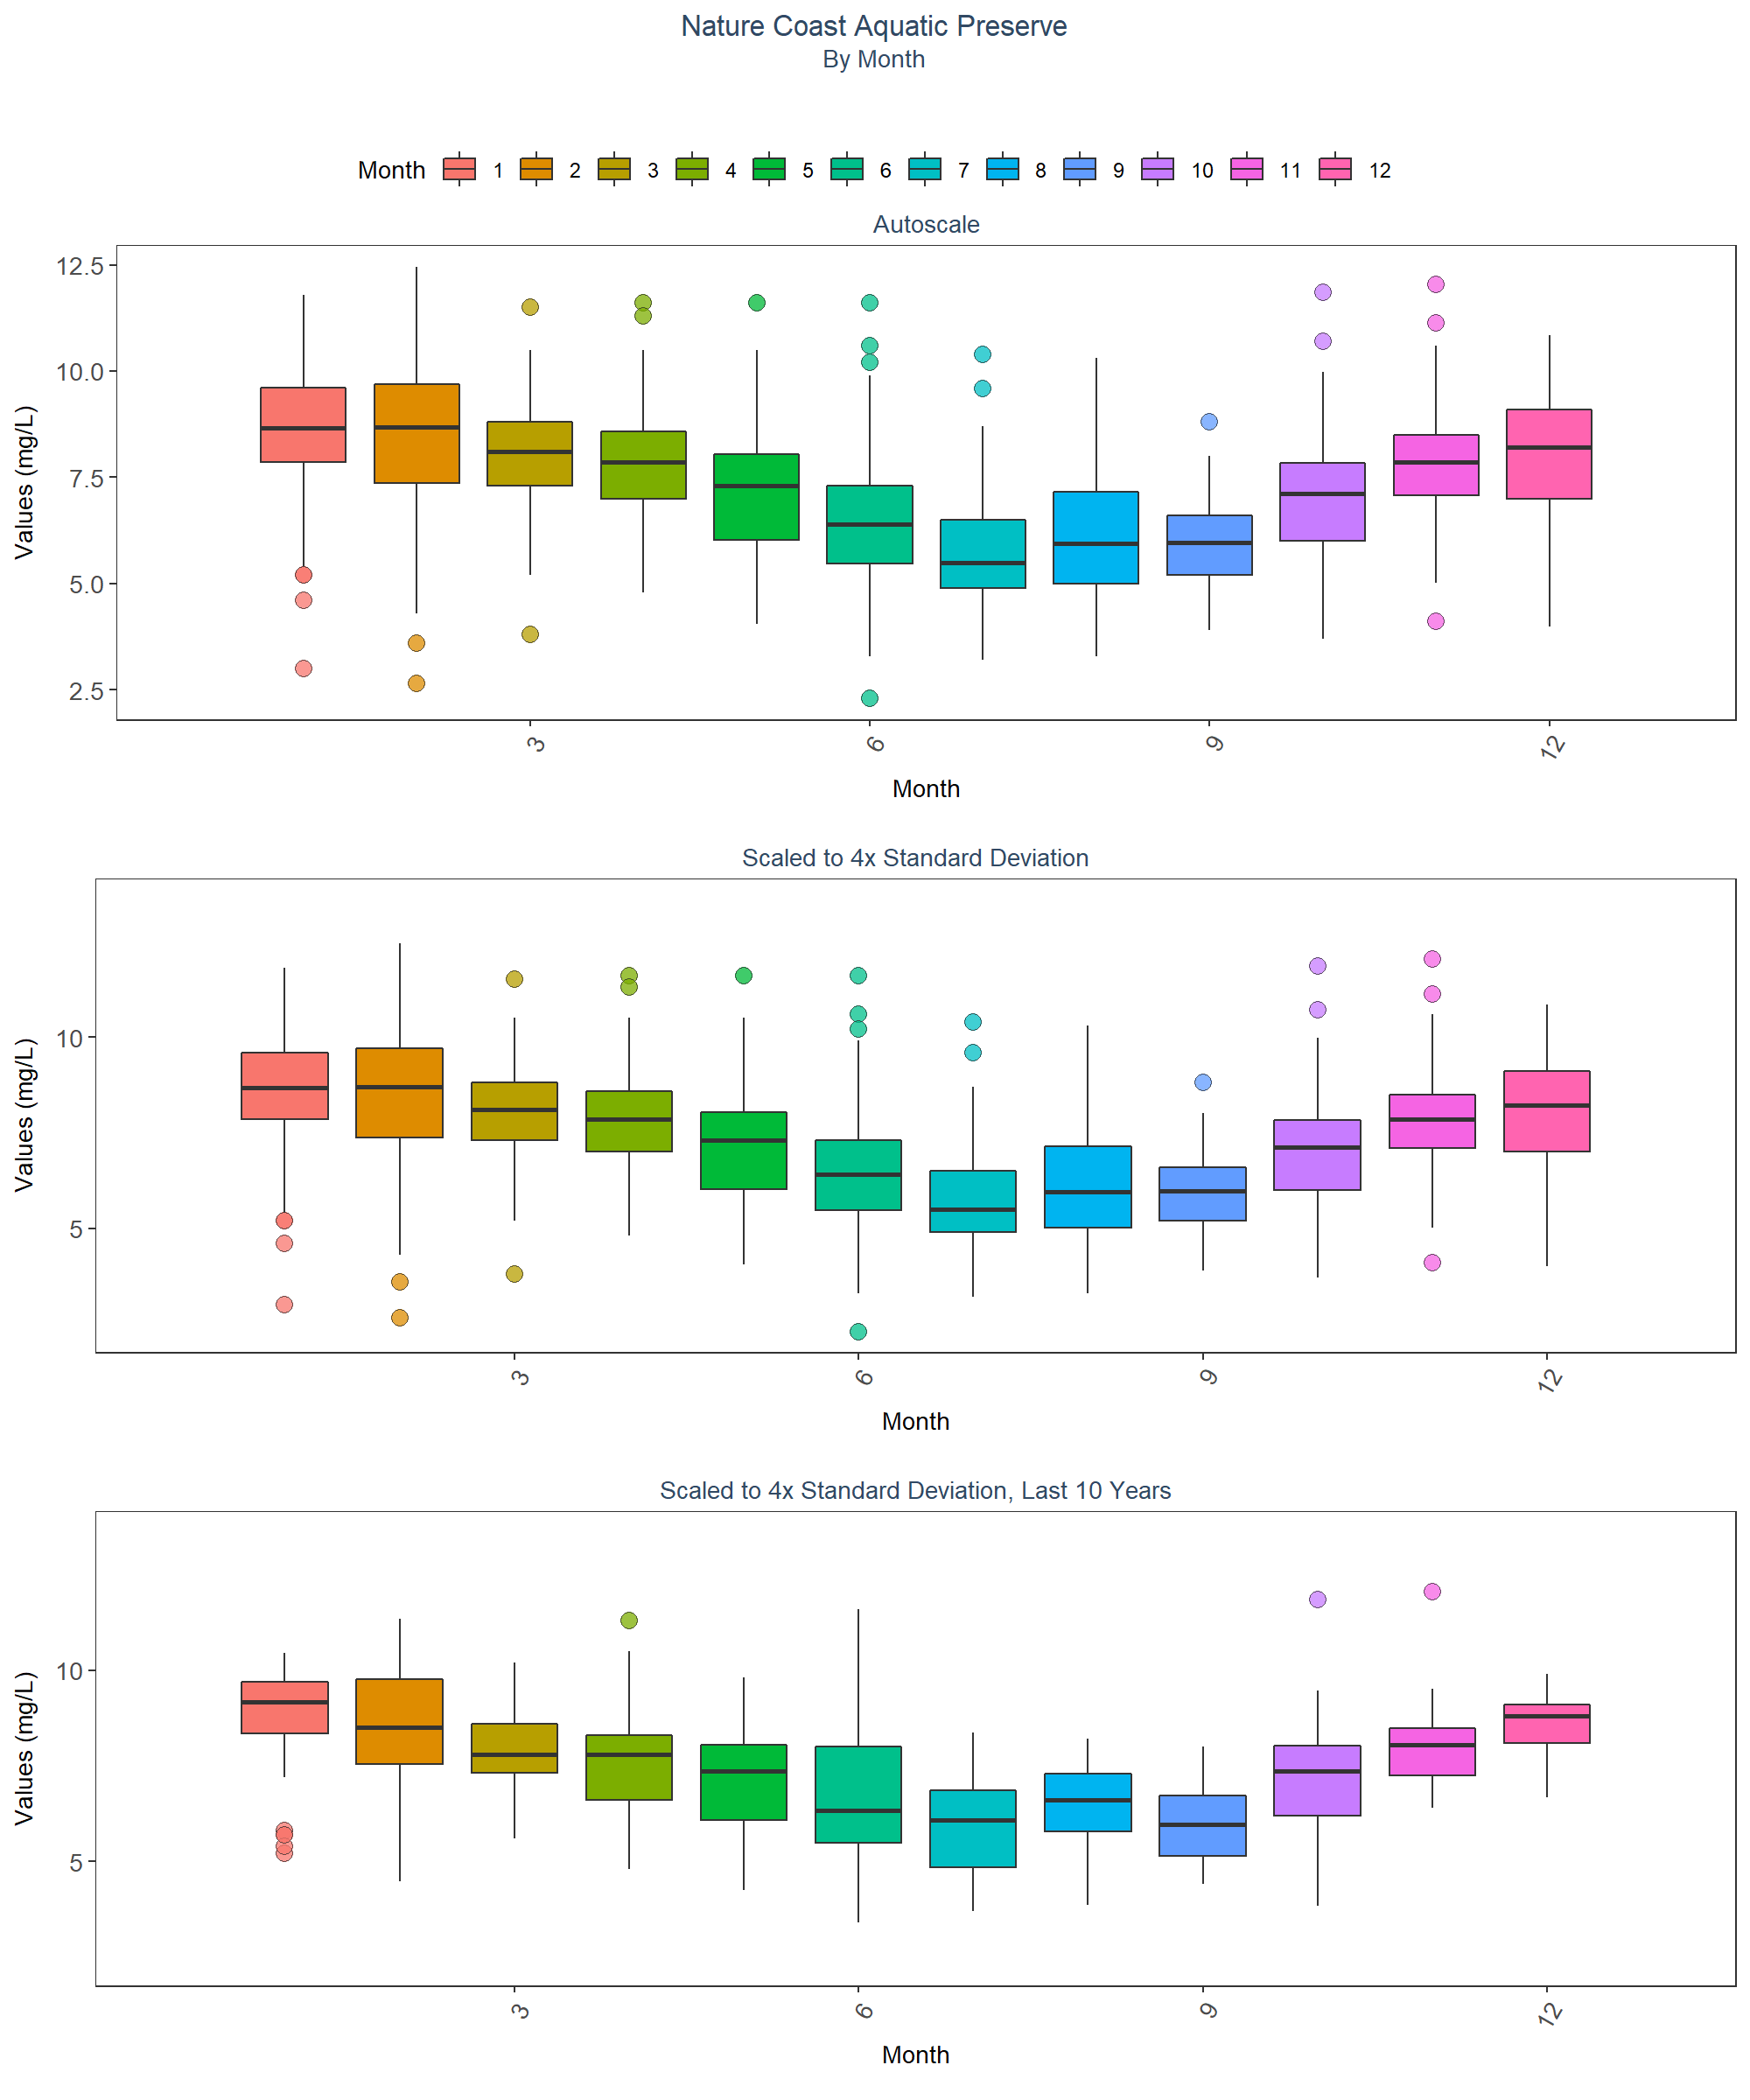 Nature Coast Aquatic Preserve
By Month
Month 1 2 3 4 5 6 7 8 9 10 11 12
Autoscale
Values (mg/L)
12.5
10.0
7.5
5.0
2.5
3 6 9 12
Month
Scaled to 4x Standard Deviation
Values (mg/L)
10
5
3 6 9 12
Month
Scaled to 4x Standard Deviation, Last 10 Years
Values (mg/L)
10
5
3 6 9 12
Month